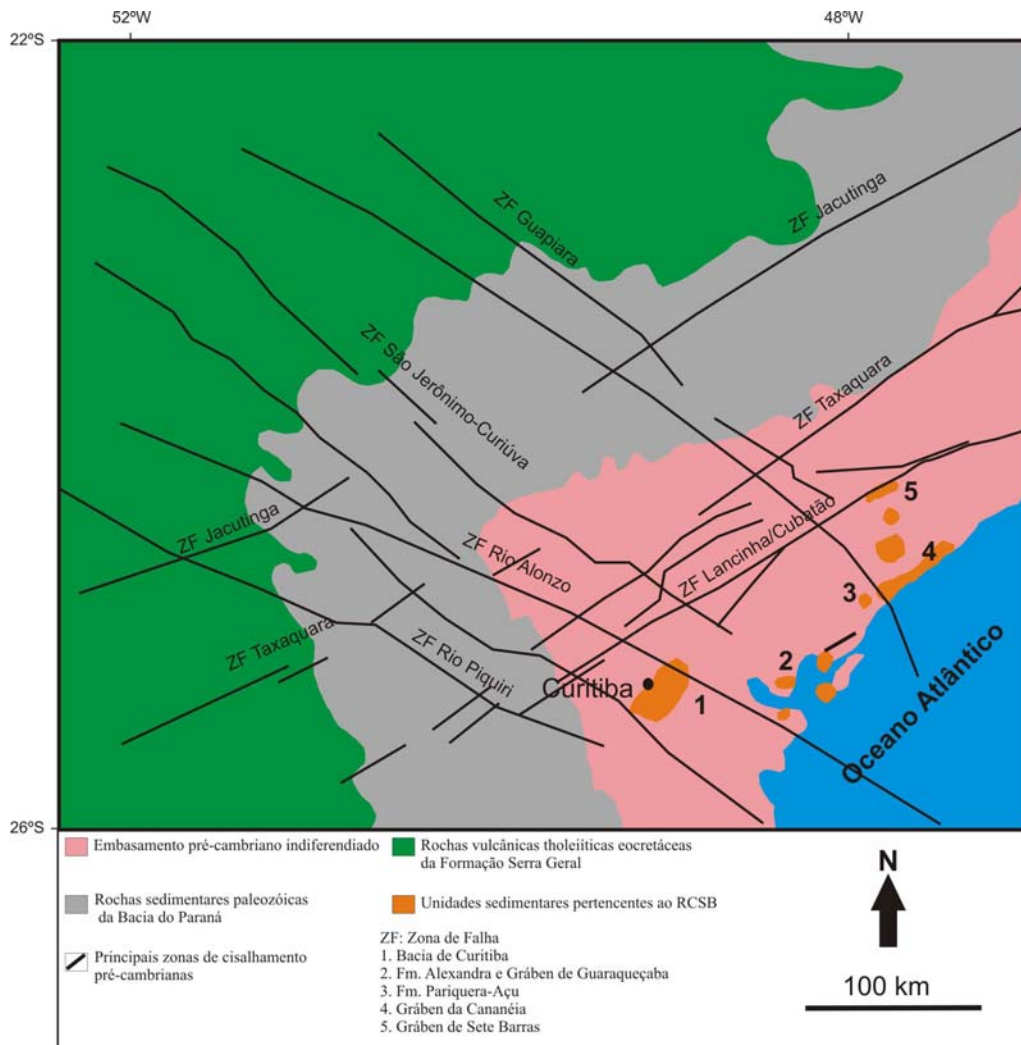 52ºW
48ºW
22ºS
ZF Guapiara
ZF Jacutinga
ZF São Jerônimo-Curiúva
ZF Taxaquara
5
ZF Jacutinga
ZF Lancinha/Cubatão
4
ZF Rio Alonzo
3
ZF Taxaquara
ZF Rio Piquiri
2
Curitiba
1
Oceano Atlântico
26ºS
Embasamento pré-cambriano indiferendiado
Rochas vulcânicas tholeiíticas eocretáceas
da Formação Serra Geral
N
Rochas sedimentares paleozóicas
da Bacia do Paraná
Unidades sedimentares pertencentes ao RCSB
Principais zonas de cisalhamento
pré-cambrianas
ZF: Zona de Falha
1. Bacia de Curitiba
2. Fm. Alexandra e Gráben de Guaraqueçaba
3. Fm. Pariquera-Açu
4. Gráben da Cananéia
5. Gráben de Sete Barras
100 km